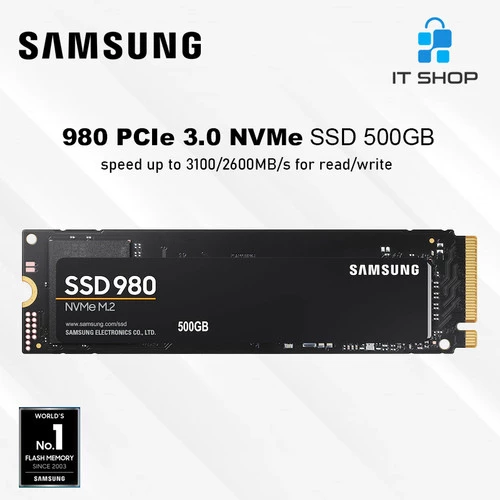 SAMSUNG
IT SHOP
980 PCIe 3.0 NVMe SSD 500GB
speed up to 3100/2600MB/s for read/write
SAMSUNG
SSD 980
NVMe M.2
www.samsung.com/ssd
SAMSUNG ELECTRONICS CO., LTD.
500GB
WORLD'S
No.1
FLASH MEMORY
SINCE 2003
SAMSUNG